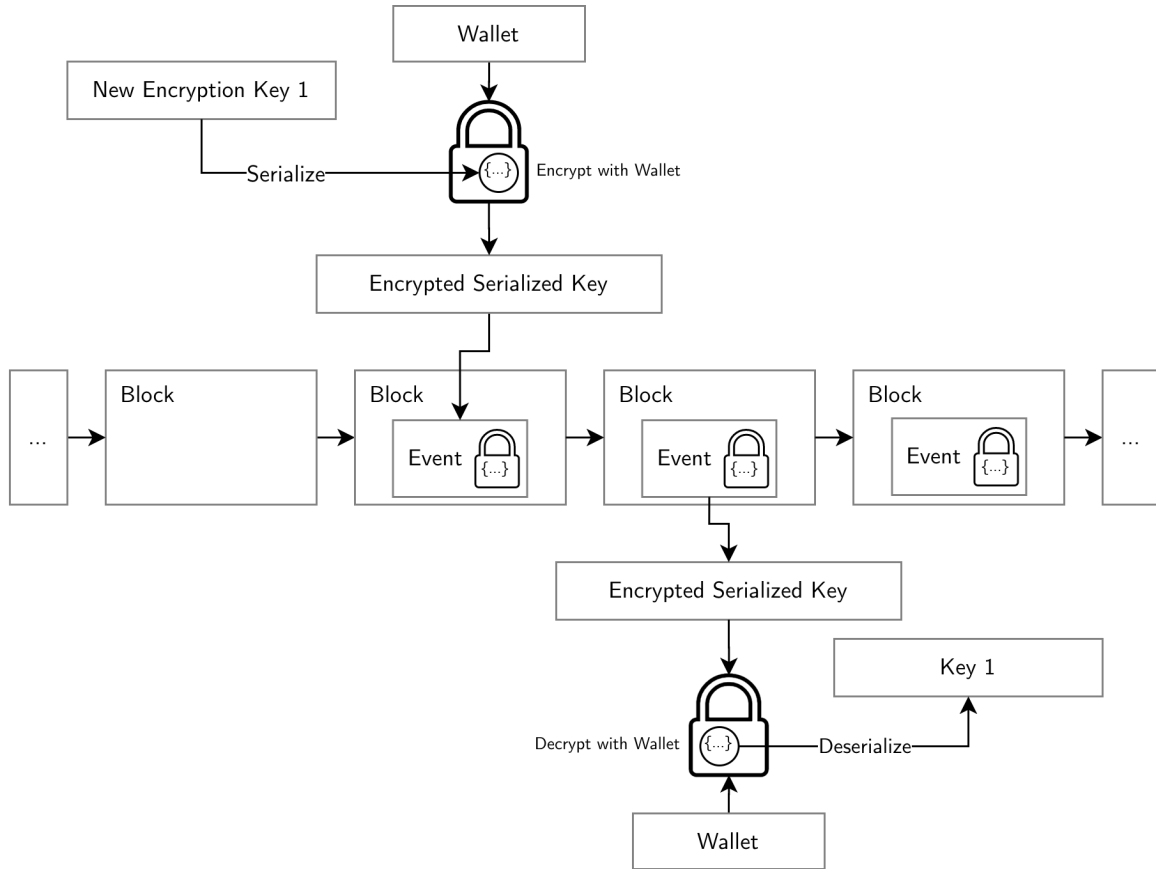 Wallet
New Encryption Key 1
Serialize
{...}
Encrypt with Wallet
Encrypted Serialized Key
...
Block
Block
Block
Block
...
Event
{...}
Event
{...}
Event
{...}
Encrypted Serialized Key
Key 1
Decrypt with Wallet
{...}
Deserialize
Wallet